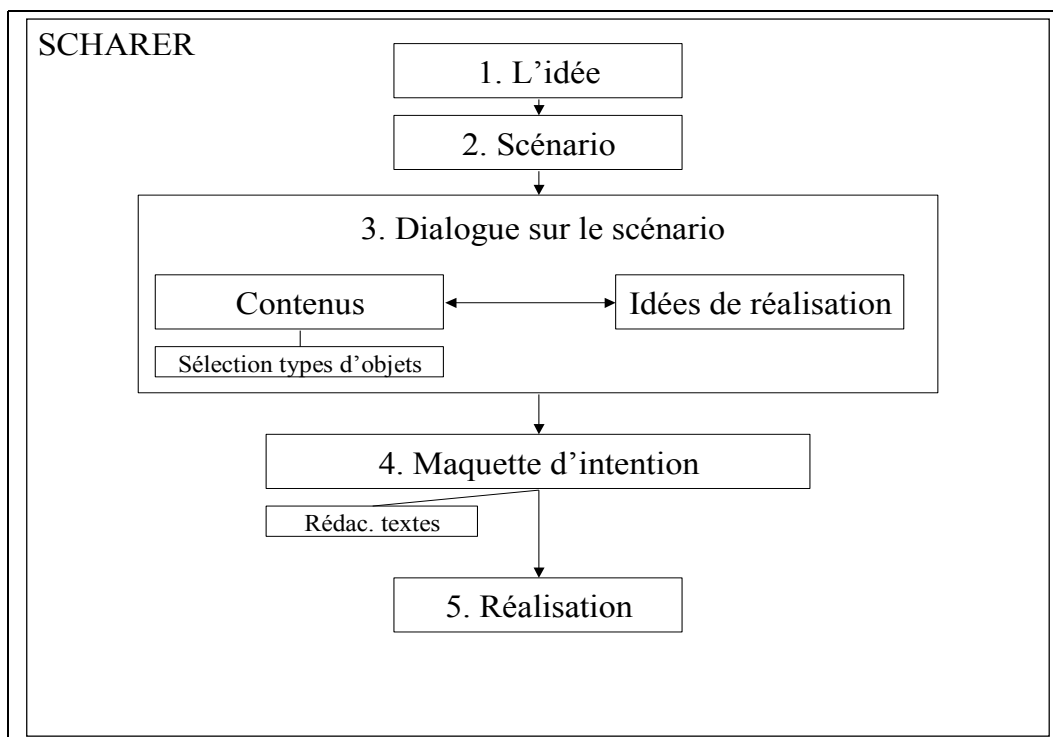 SCHARER
1. L’idée
2. Scénario
3. Dialogue sur le scénario
Contenus
Idées de réalisation
Sélection types d’objets
4. Maquette d’intention
Rédac. textes
5. Réalisation